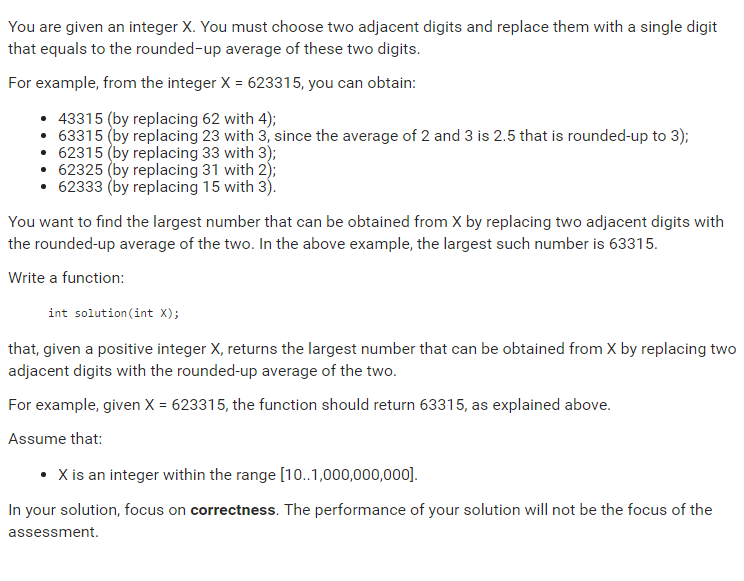 You are given an integer X. You must choose two adjacent digits and replace them with a single digit
that equals to the rounded-up average of these two digits.
For example, from the integer X = 623315, you can obtain:
• 43315 (by replacing 62 with 4);
• 63315 (by replacing 23 with 3, since the average of 2 and 3 is 2.5 that is rounded-up to 3);
• 62315 (by replacing 33 with 3);
• 62325 (by replacing 31 with 2);
• 62333 (by replacing 15 with 3).
You want to find the largest number that can be obtained from X by replacing two adjacent digits with
the rounded-up average of the two. In the above example, the largest such number is 63315.
Write a function:
int solution(int X);
that, given a positive integer X, returns the largest number that can be obtained from X by replacing two
adjacent digits with the rounded-up average of the two.
For example, given X = 623315, the function should return 63315, as explained above.
Assume that:
• X is an integer within the range [10..1,000,000,000].
In your solution, focus on correctness. The performance of your solution will not be the focus of the
assessment.